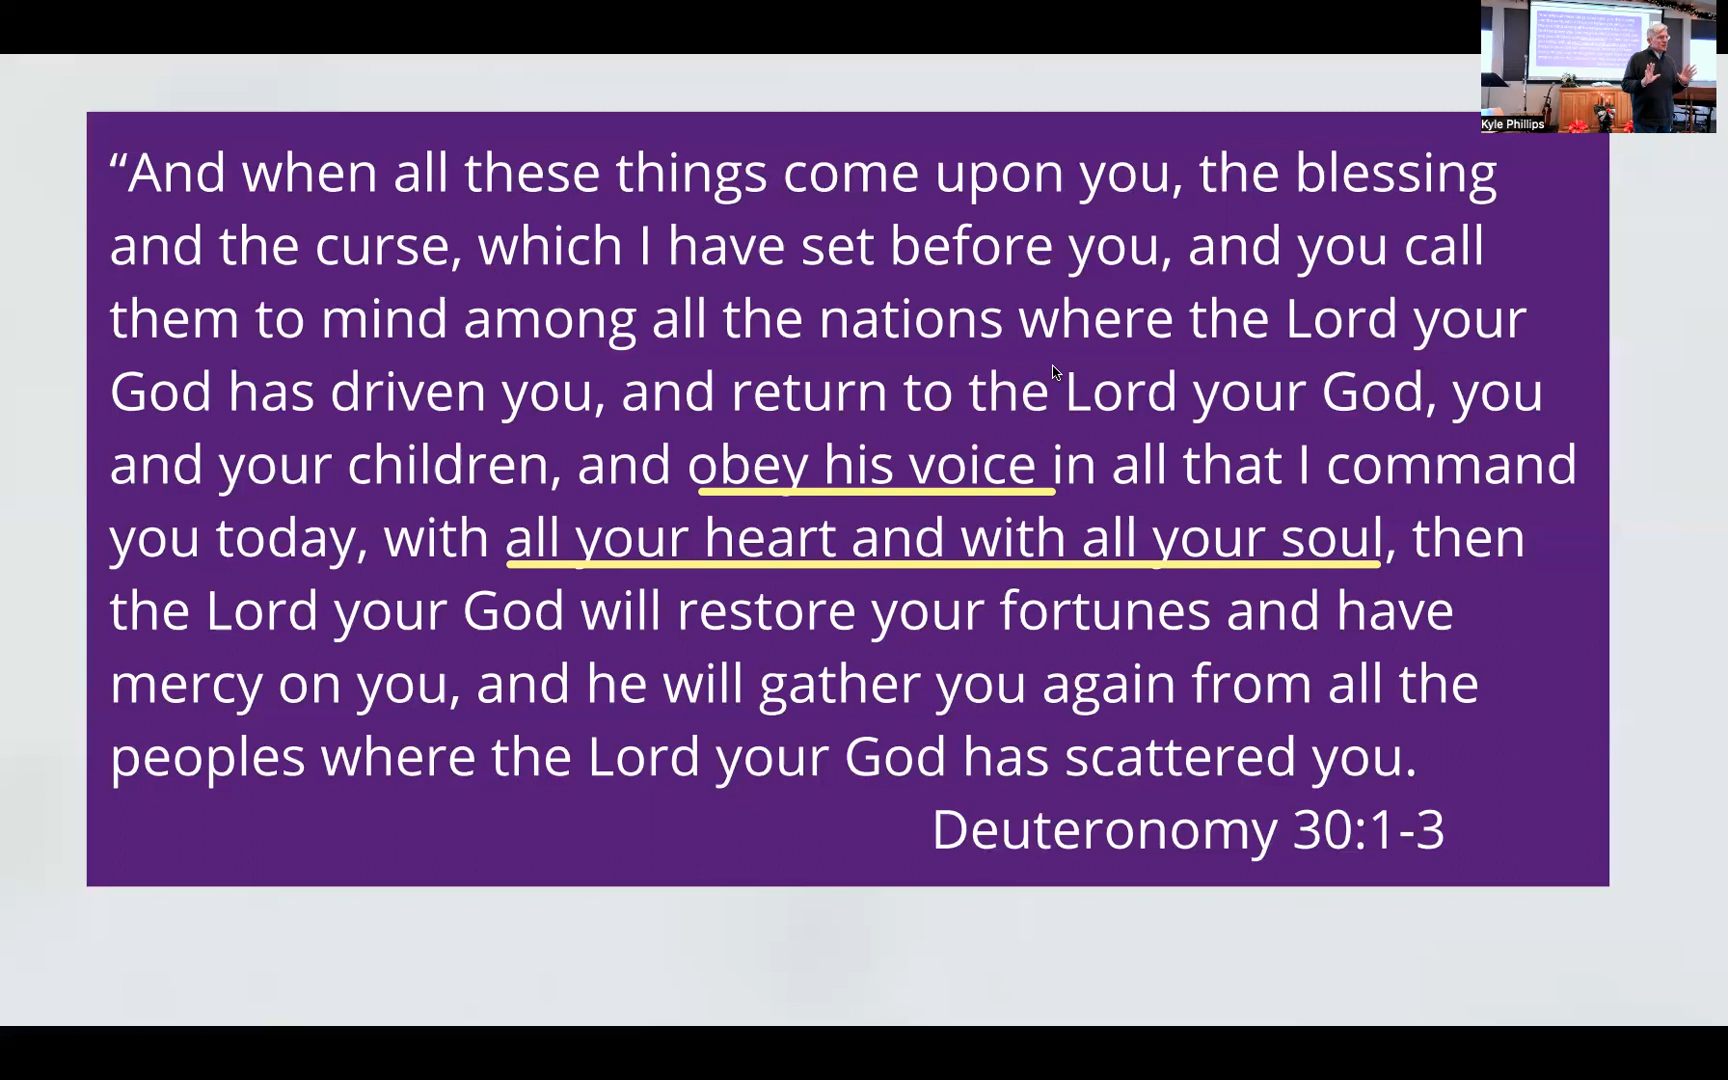 Kyle Phillips
“And when all these things come upon you, the blessing
and the curse, which I have set before you, and you call
them to mind among all the nations where the Lord your
God has driven you, and return to the Lord your God, you
and your children, and obey his voice in all that I command
you today, with all your heart and with all your soul, then
the Lord your God will restore your fortunes and have
mercy on you, and he will gather you again from all the
peoples where the Lord your God has scattered you.
Deuteronomy 30:1-3